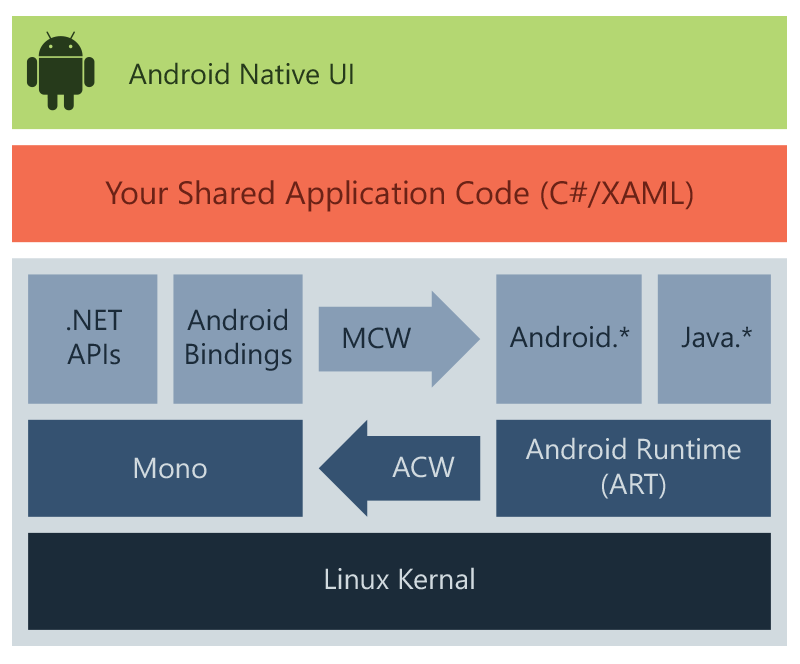 Android Native UI
Your Shared Application Code (C#/XAML)
.NET
APIs
Android
Bindings
MCW
Android.*
Java.*
Mono
ACW
Android Runtime
(ART)
Linux Kernal